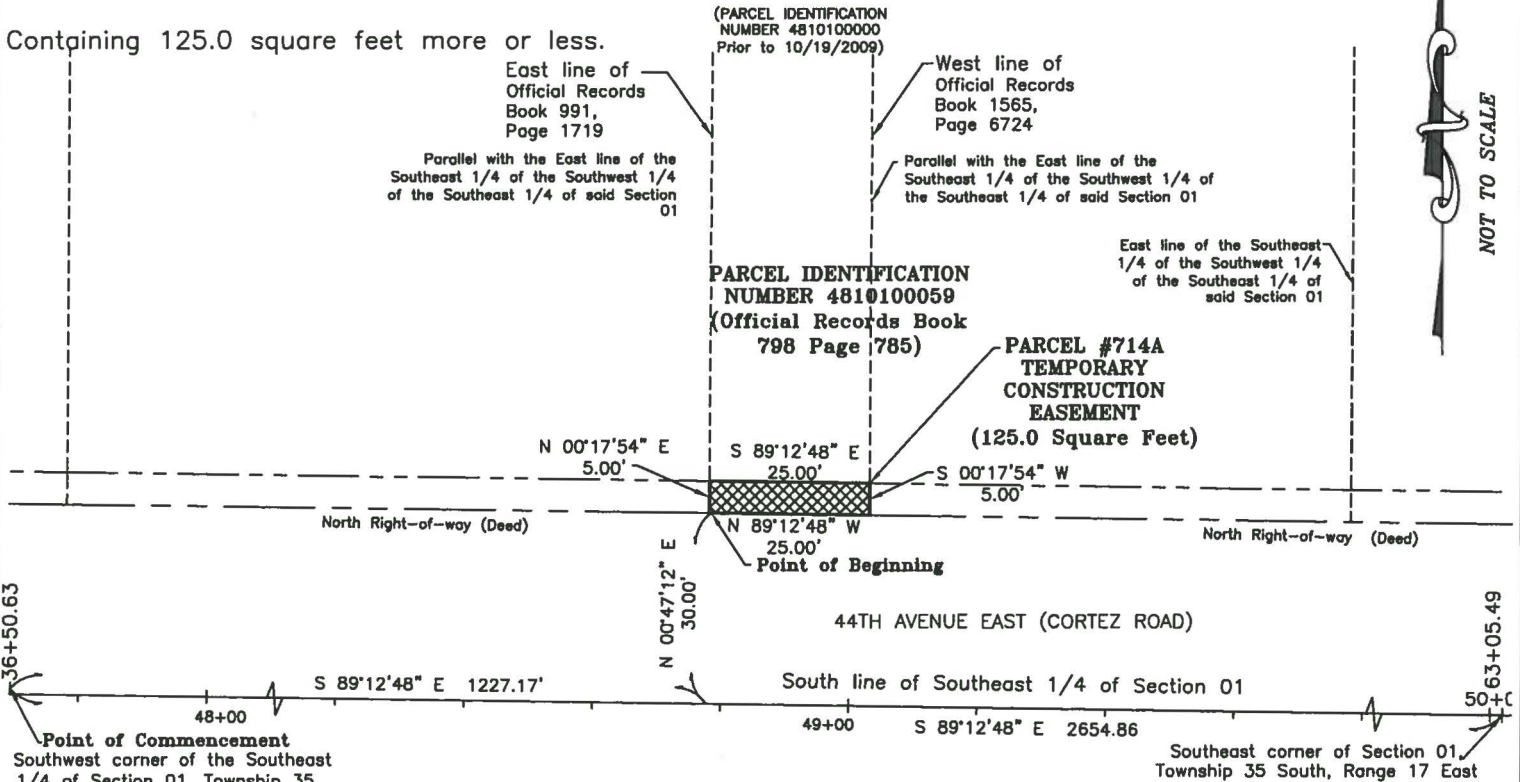 (PARCEL IDENTIFICATION
NUMBER 4810100000
Prior to 10/19/2009)
Containing 125.0 square feet more or less.
East line of
Official Records
Book 991,
Page 1719
West line of
Official Records
Book 1565,
Page 6724
NOT TO SCALE
Parallel with the East line of the
Southeast 1/4 of the Southwest 1/4
of the Southeast 1/4 of said Section
01
Parallel with the East line of the
Southeast 1/4 of the Southwest 1/4 of
the Southeast 1/4 of said Section 01
East line of the Southeast
1/4 of the Southwest 1/4
of the Southeast 1/4 of
said Section 01
PARCEL IDENTIFICATION
NUMBER 4810100059
(Official Records Book
798 Page 785)
PARCEL #714A
TEMPORARY
CONSTRUCTION
EASEMENT
(125.0 Square Feet)
N 00°17'54" E
5.00'
S 89°12'48" E
25.00'
S 00°17'54" W
5.00'
North Right-of-way (Deed)
N 89°12'48" W
25.00'
North Right-of-way (Deed)
Point of Beginning
N 00°47'12" E
30.00'
44TH AVENUE EAST (CORTEZ ROAD)
36+50.63
63+05.49
S 89°12'48" E 1227.17'
South line of Southeast 1/4 of Section 01
48+00
49+00
S 89°12'48" E 2654.86
50+0
Point of Commencement
Southwest corner of the Southeast
1/4 of Section 01, Township 35
Southeast corner of Section 01,
Township 35 South, Range 17 East